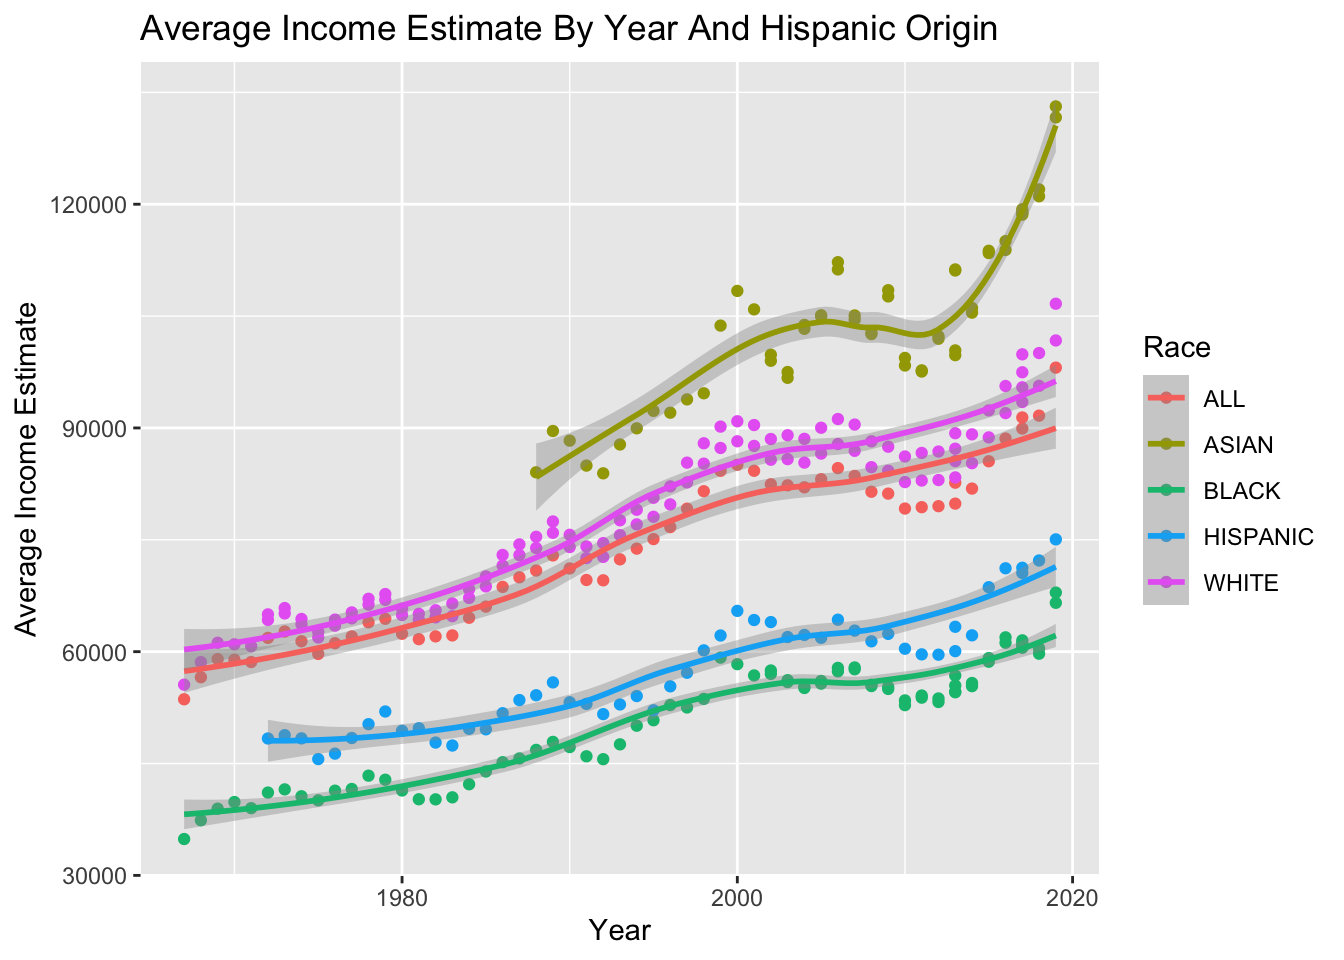 Average Income Estimate By Year And Hispanic Origin
Average Income Estimate
120000
90000
60000
30000
1980
2000
2020
Year
Race
ALL
ASIAN
BLACK
HISPANIC
WHITE